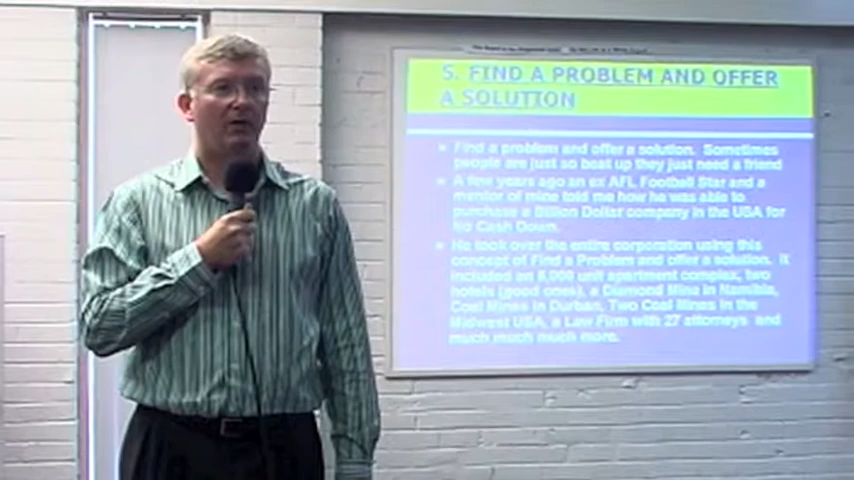 5. FIND A PROBLEM AND OFFER
A SOLUTION
Find a problem and offer a solution. Sometimes
people are just so beat up they just need a friend
A few years ago an ex AFL Football Star and a
mentor of mine told me how he was able to
purchase a Billion Dollar company in the USA for
No Cash Down.
He took over the entire corporation using this
concept of Find a Problem and offer a solution. It
included an 8,000 unit apartment complex, two
hotels (good ones), a Diamond Mine in Namibia,
Coal Mines in Durban, Two Coal Mines in the
Midwest USA, a Law Firm with 27 attorneys and
much much much more.